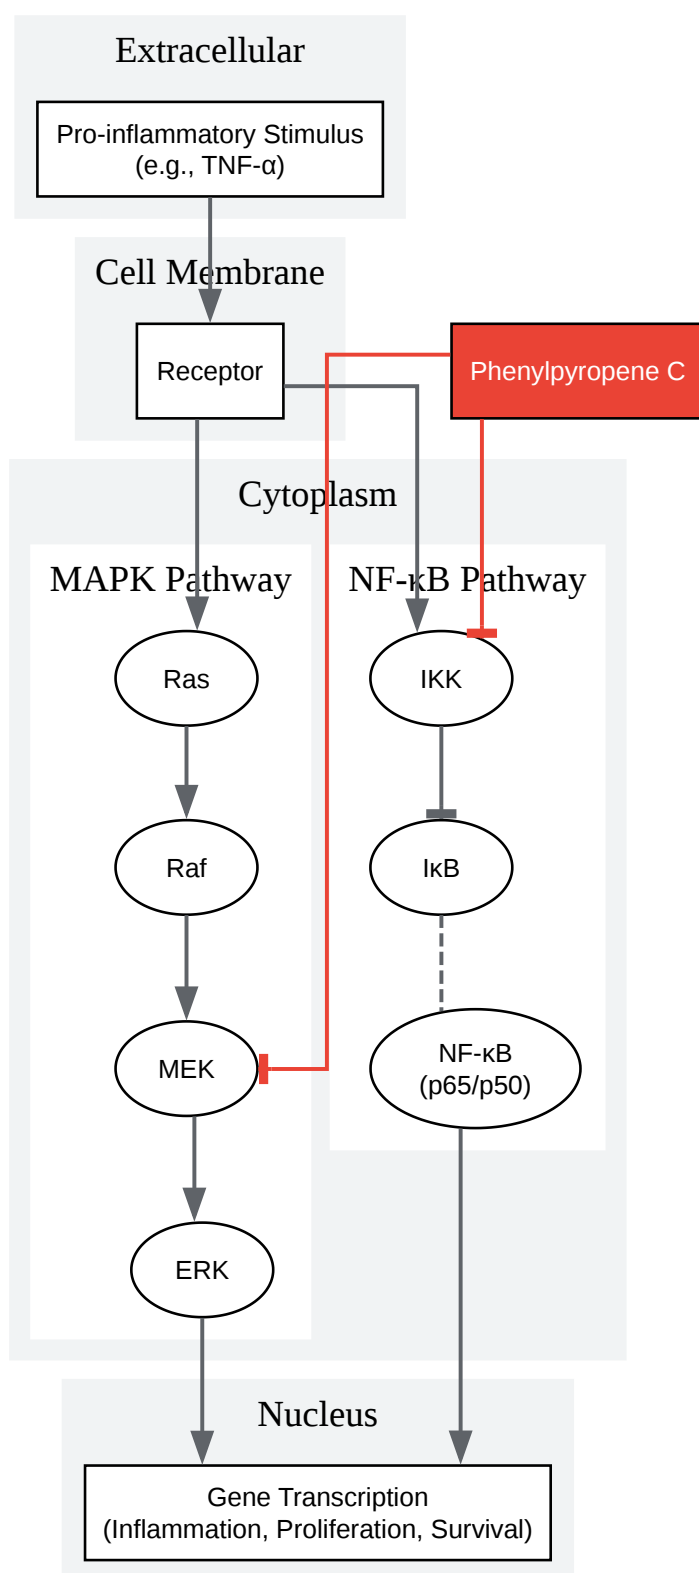 Extracellular
Pro-inflammatory Stimulus
(e.g., TNF-α)
Cell Membrane
Receptor
Phenylpyropene C
Cytoplasm
MAPK Pathway
NF-κB Pathway
Ras
IKK
Raf
IκB
MEK
NF-κB
(p65/p50)
ERK
Nucleus
Gene Transcription
(Inflammation, Proliferation, Survival)